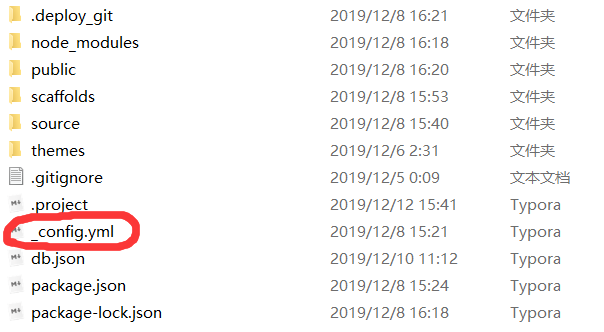 .deploy_git 2019/12/8 16:21 文件夹
node_modules 2019/12/8 16:18 文件夹
public 2019/12/8 16:20 文件夹
scaffolds 2019/12/8 15:53 文件夹
source 2019/12/8 15:40 文件夹
themes 2019/12/6 2:31 文件夹
.gitignore 2019/12/5 0:09 文本文档
.project 2019/12/12 15:41 Typora
_config.yml 2019/12/8 15:21 Typora
db.json 2019/12/10 11:12 Typora
package.json 2019/12/8 15:24 Typora
package-lock.json 2019/12/8 16:18 Typora